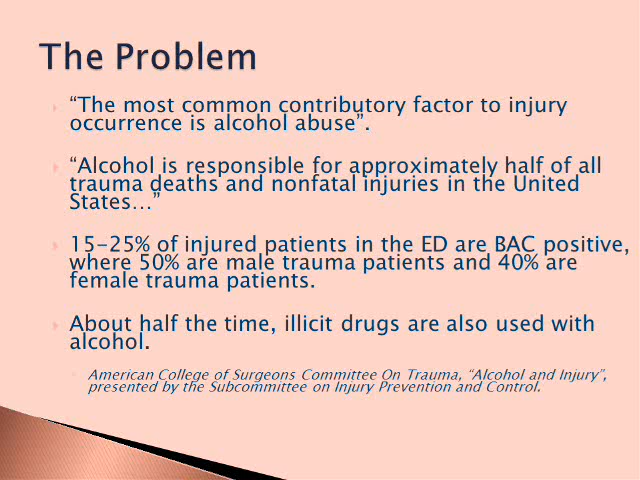 The Problem
“The most common contributory factor to injury
occurrence is alcohol abuse”.
“Alcohol is responsible for approximately half of all
trauma deaths and nonfatal injuries in the United
States…”
15-25% of injured patients in the ED are BAC positive,
where 50% are male trauma patients and 40% are
female trauma patients.
About half the time, illicit drugs are also used with
alcohol.
American College of Surgeons Committee On Trauma, “Alcohol and Injury”,
presented by the Subcommittee on Injury Prevention and Control.